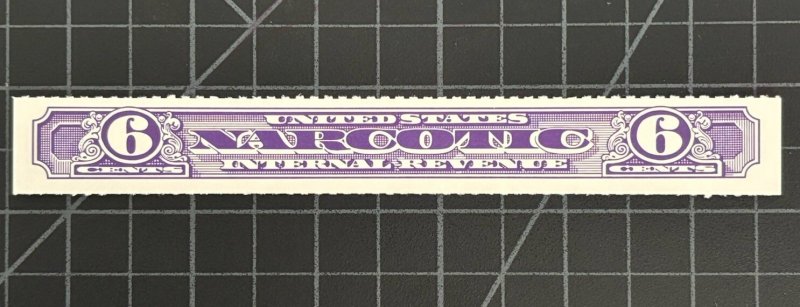 UNITED STATES
6 NARCOTIC 6
CENTS INTERNAL REVENUE CENTS